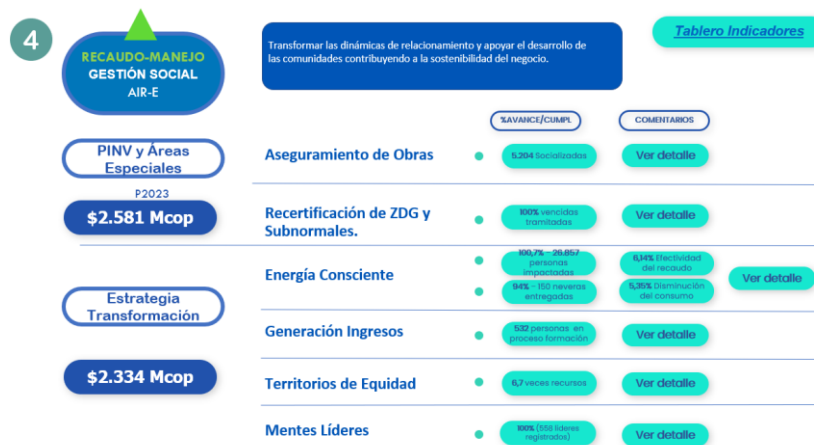 4
RECAUDO-MANEJO
GESTIÓN SOCIAL
AIR-E
Transformar las dinámicas de relacionamiento y apoyar el desarrollo de
las comunidades contribuyendo a la sostenibilidad del negocio.
Tablero Indicadores
%AVANCE/CUMPL
COMENTARIOS
PINV y Áreas
Especiales
P2023
$2.581 Mcop
Aseguramiento de Obras
5.204 Socializadas
Ver detalle
Recertificación de ZDG y
Subnormales.
100% vencidas
tramitadas
Ver detalle
Estrategia
Transformación
$2.334 Mcop
Energía Consciente
100,7% – 26.857
personas
impactadas
6,14% Efectividad
del recaudo
94% – 150 neveras
entregadas
5,35% Disminución
del consumo
Ver detalle
Generación Ingresos
532 personas en
proceso formación
Ver detalle
Territorios de Equidad
6,7 veces recursos
Ver detalle
Mentes Líderes
100% (558 líderes
registrados)
Ver detalle